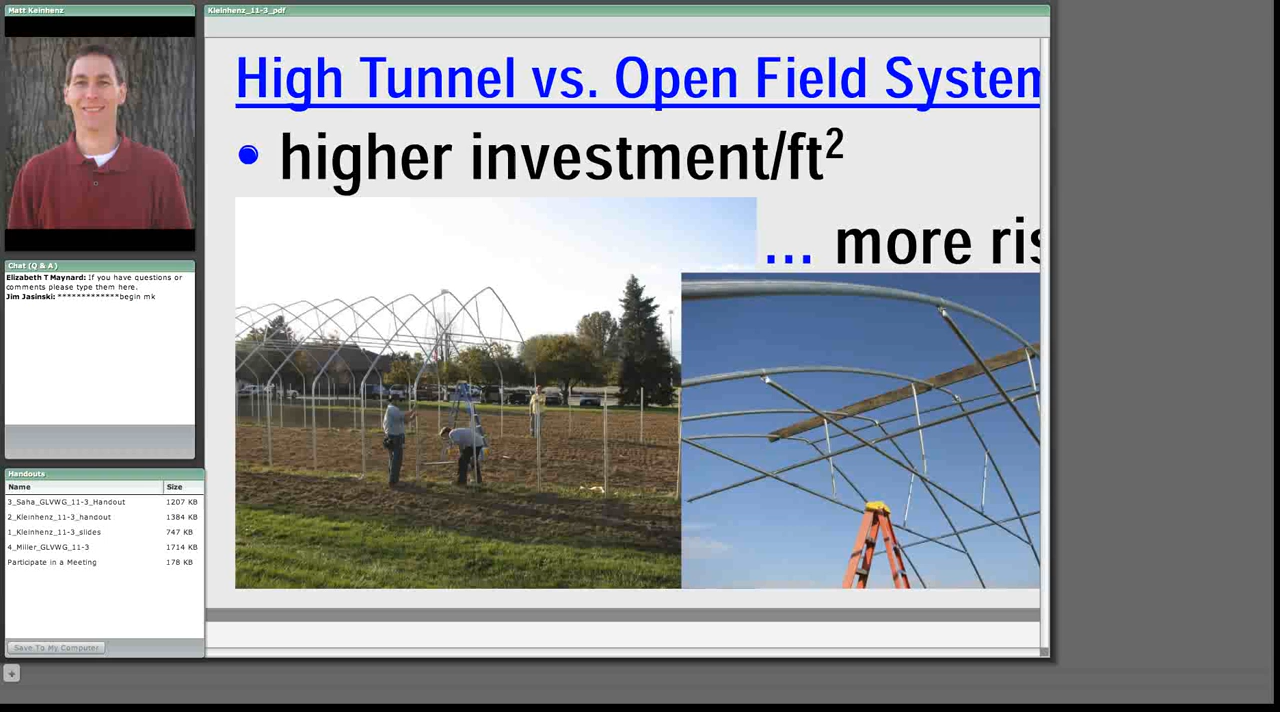 Matt Keinhenz
Kleinhenz_11-3_pdf
High Tunnel vs. Open Field System
• higher investment/ft²
... more ris
Chat (Q & A)
Elizabeth T Maynard: If you have questions or
comments please type them here.
Jim Jasinski: *************begin mk
Handouts
Name Size
3_Saha_GLVWG_11-3_Handout 1207 KB
2_Kleinhenz_11-3_handout 1384 KB
1_Kleinhenz_11-3_slides 747 KB
4_Miller_GLVWG_11-3 1714 KB
Participate in a Meeting 178 KB
Save To My Computer